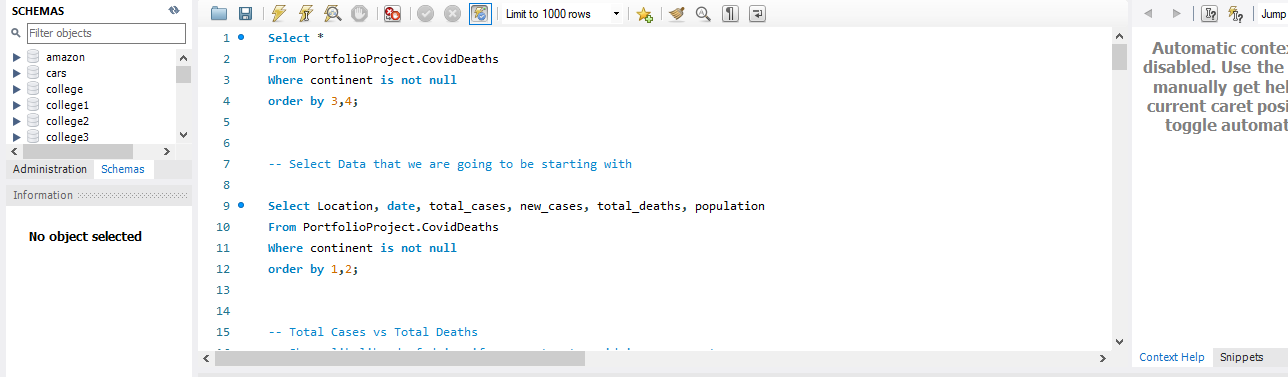 SCHEMAS
Filter objects
amazon
cars
college
college1
college2
college3
Administration Schemas
Information
No object selected
Limit to 1000 rows
1 Select *
2 From PortfolioProject.CovidDeaths
3 Where continent is not null
4 order by 3,4;
5
6
7 -- Select Data that we are going to be starting with
8
9 Select Location, date, total_cases, new_cases, total_deaths, population
10 From PortfolioProject.CovidDeaths
11 Where continent is not null
12 order by 1,2;
13
14
15 -- Total Cases vs Total Deaths
Jump
Automatic conte
disabled. Use the
manually get hel
current caret posi
toggle automat
Context Help Snippets